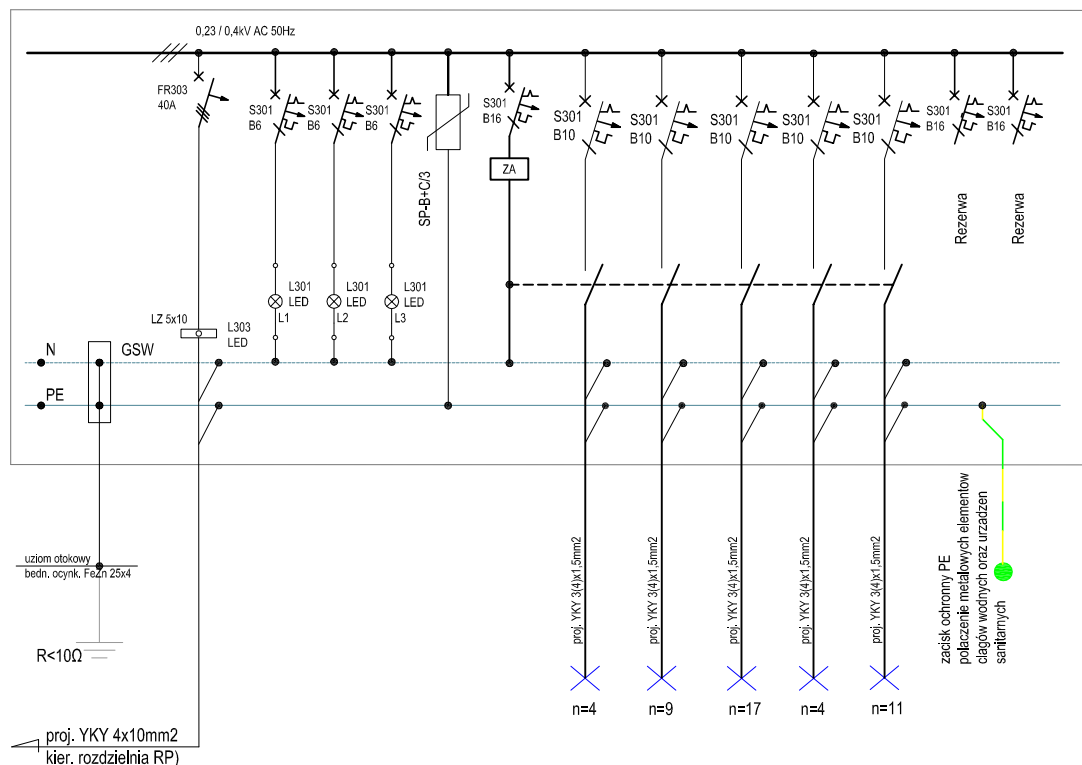 0,23 / 0,4kV AC 50Hz
FR303
40A
S301
B6
S301
B6
S301
B6
SP-B+C/3
S301
B16
ZA
S301
B10
S301
B10
S301
B10
S301
B10
S301
B10
S301
B16
S301
B16
Rezerwa
Rezerwa
L301
LED
L1
L301
LED
L2
L301
LED
L3
LZ 5x10
L303
LED
N
GSW
PE
uziom otokowy
bedn. ocynk. FeZn 25x4
R<10Ω
proj. YKY 4x10mm2
kier. rozdzielnia RP)
proj. YKY 3(4)x1,5mm2
proj. YKY 3(4)x1,5mm2
proj. YKY 3(4)x1,5mm2
proj. YKY 3(4)x1,5mm2
proj. YKY 3(4)x1,5mm2
n=4
n=9
n=17
n=4
n=11
zacisk ochronny PE
polaczenie metalowych elementow
clagów wodnych oraz urzadzen
sanitarnych